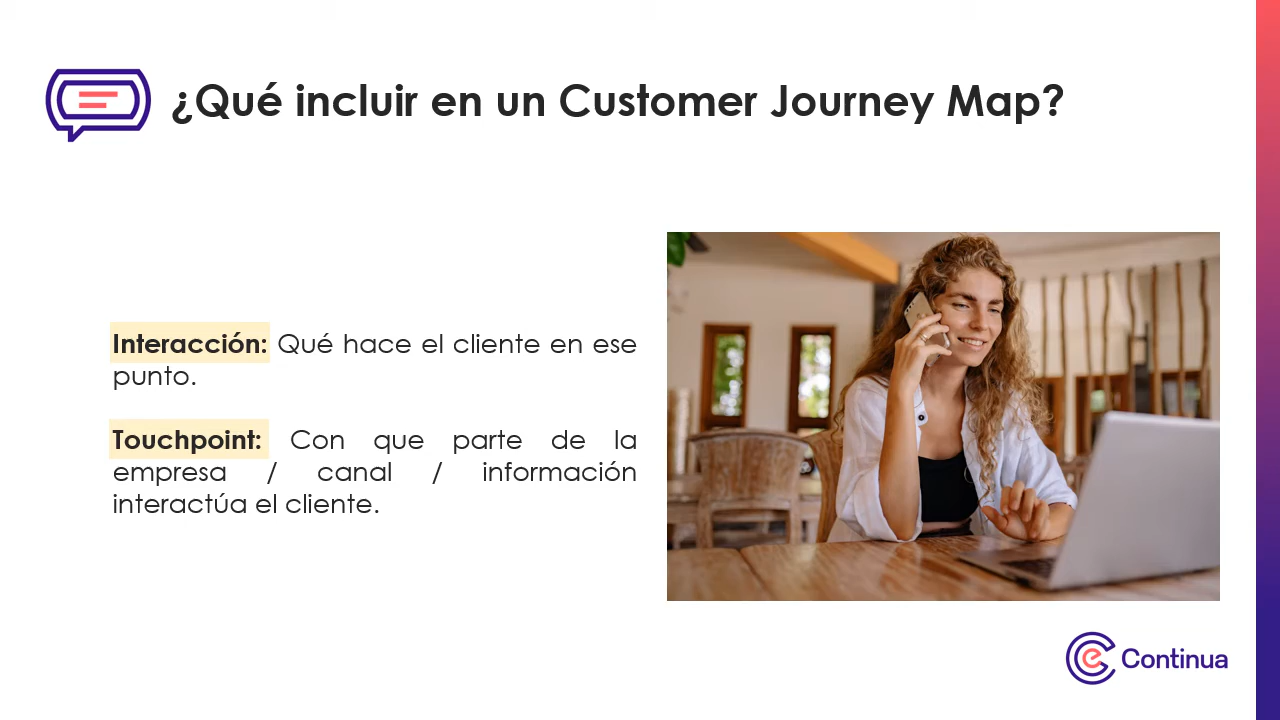 ¿Qué incluir en un Customer Journey Map?
Interacción: Qué hace el cliente en ese
punto.
Touchpoint: Con que parte de la
empresa / canal / información
interactúa el cliente.
Continua